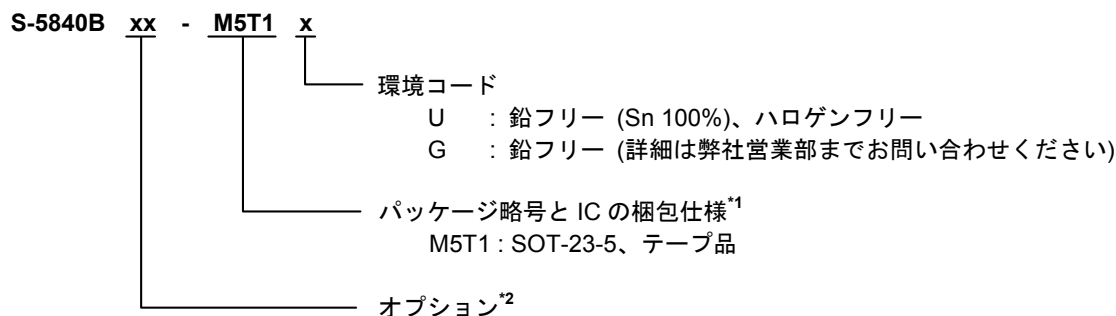 S-5840B xx - M5T1 x
環境コード
U : 鉛フリー (Sn 100%)、ハロゲンフリー
G : 鉛フリー (詳細は弊社営業部までお問い合わせください)
パッケージ略号と IC の梱包仕様*1
M5T1 : SOT-23-5、テープ品
オプション*2